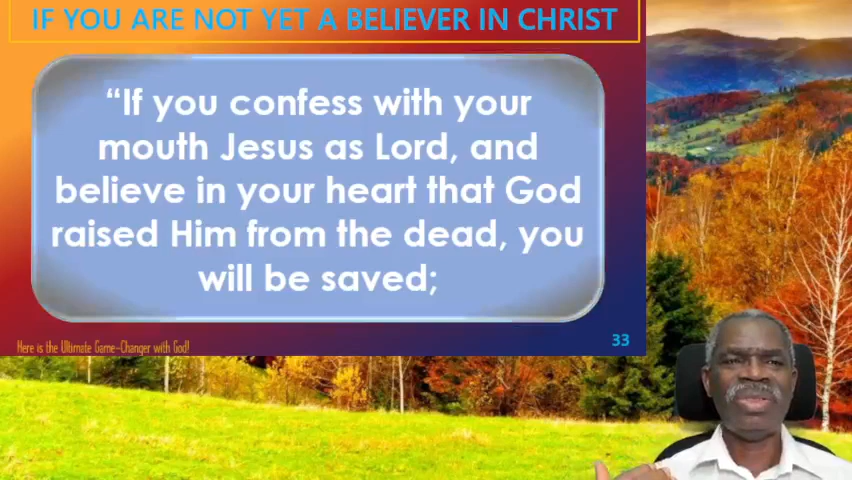 IF YOU ARE NOT YET A BELIEVER IN CHRIST
“If you confess with your
mouth Jesus as Lord, and
believe in your heart that God
raised Him from the dead, you
will be saved;
Here is the Ultimate Game-Changer with God!
33